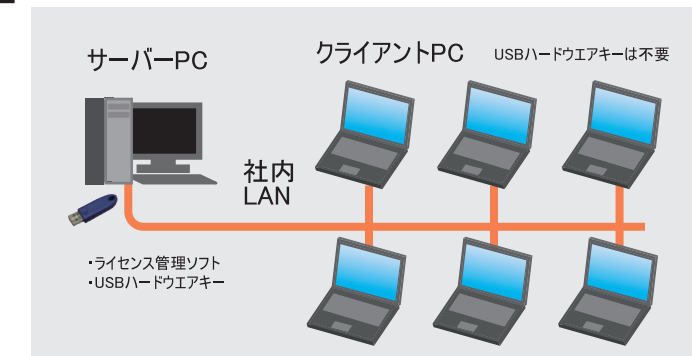 サーバーPC
クライアントPC
USBハードウエアキーは不要
社内
LAN
・ライセンス管理ソフト
・USBハードウエアキー